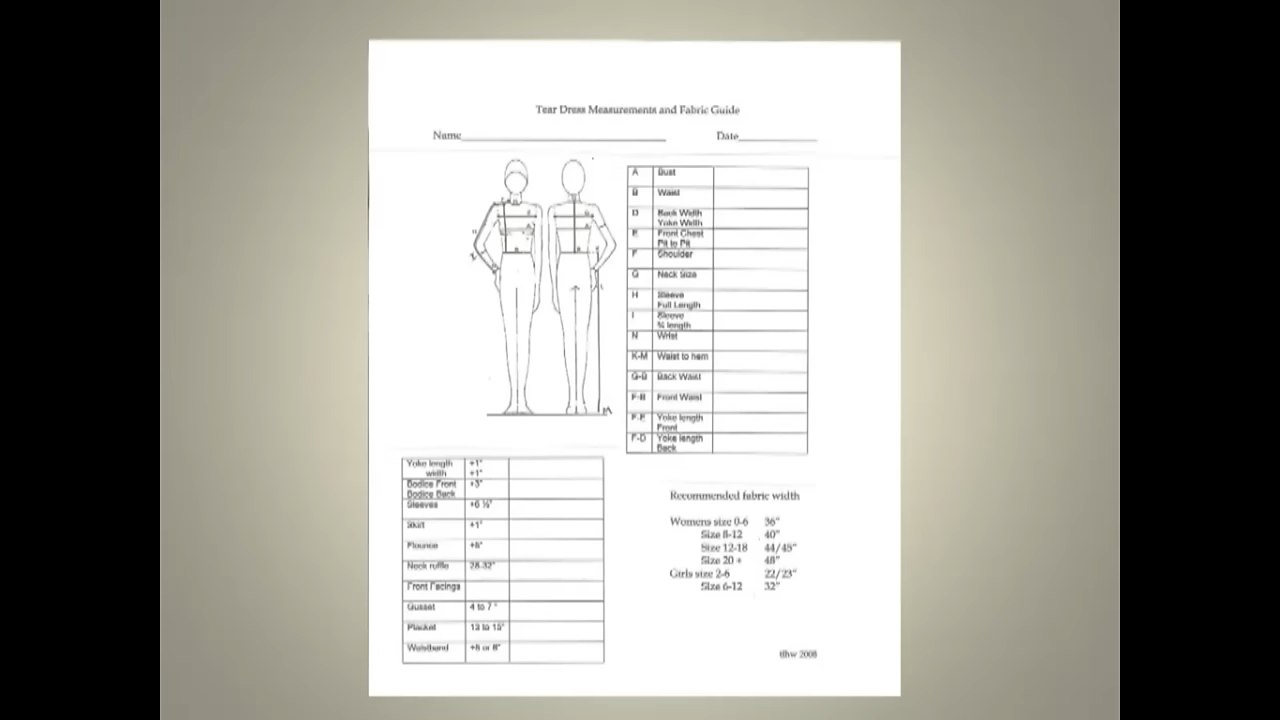 Tear Dress Measurements and Fabric Guide
Name Date
A Bust
B Waist
D Back Width
Yoke Width
E Front Chest
Pit to Pit
F Shoulder
G Neck Size
H Sleeve
Full Length
I Sleeve
¾ length
N Wrist
K-M Waist to hem
G-B Back Waist
F-B Front Waist
F-E Yoke length
Front
F-D Yoke length
Back
M
Yoke length +1"
width +1"
Bodice Front +3"
Bodice Back
Sleeves +6 ½"
Skirt +1"
Flounce +8"
Neck ruffle 28-32"
Front Facings
Gusset 4 to 7 "
Placket 13 to 15"
Waistband +6 or 8"
Recommended fabric width
Womens size 0-6 36"
Size 8-12 40"
Size 12-18 44/45"
Size 20 + 48"
Girls size 2-6 22/23"
Size 6-12 32"
2008